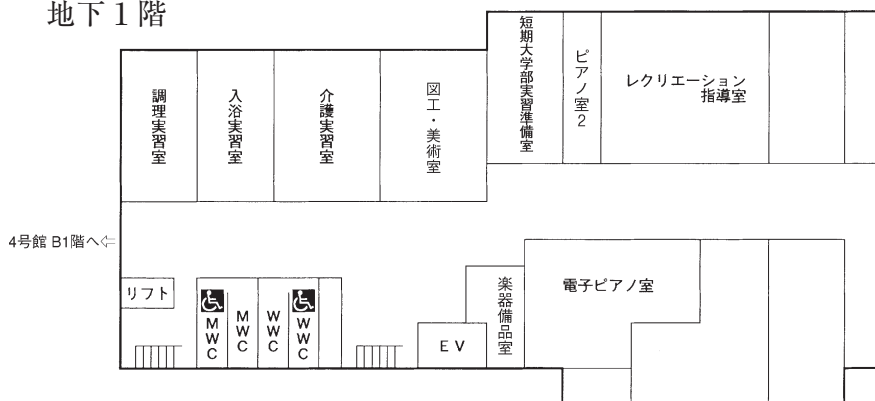 地下1階
調理実習室
入浴実習室
介護実習室
図工・美術室
短期大学部実習準備室
ピアノ室2
レクリエーション
指導室
4号館 B1階へ⇦
リフト
MWC
MWC
WWC
WWC
EV
楽器備品室
電子ピアノ室